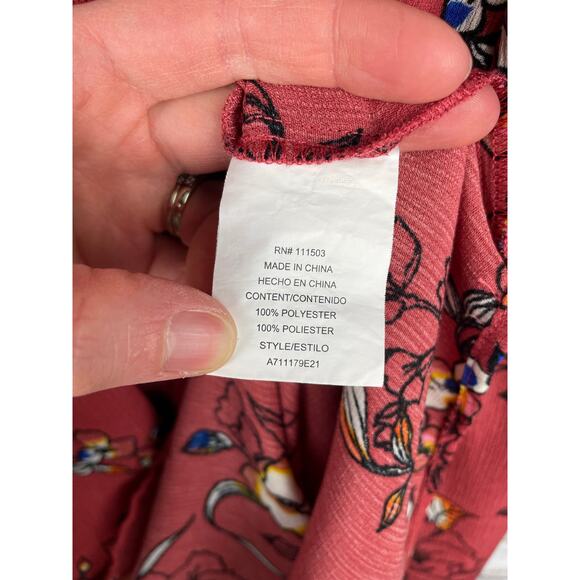 RN# 111503
MADE IN CHINA
HECHO EN CHINA
CONTENT/CONTENIDO
100% POLYESTER
100% POLIESTER
STYLE/ESTILO
A711179E21